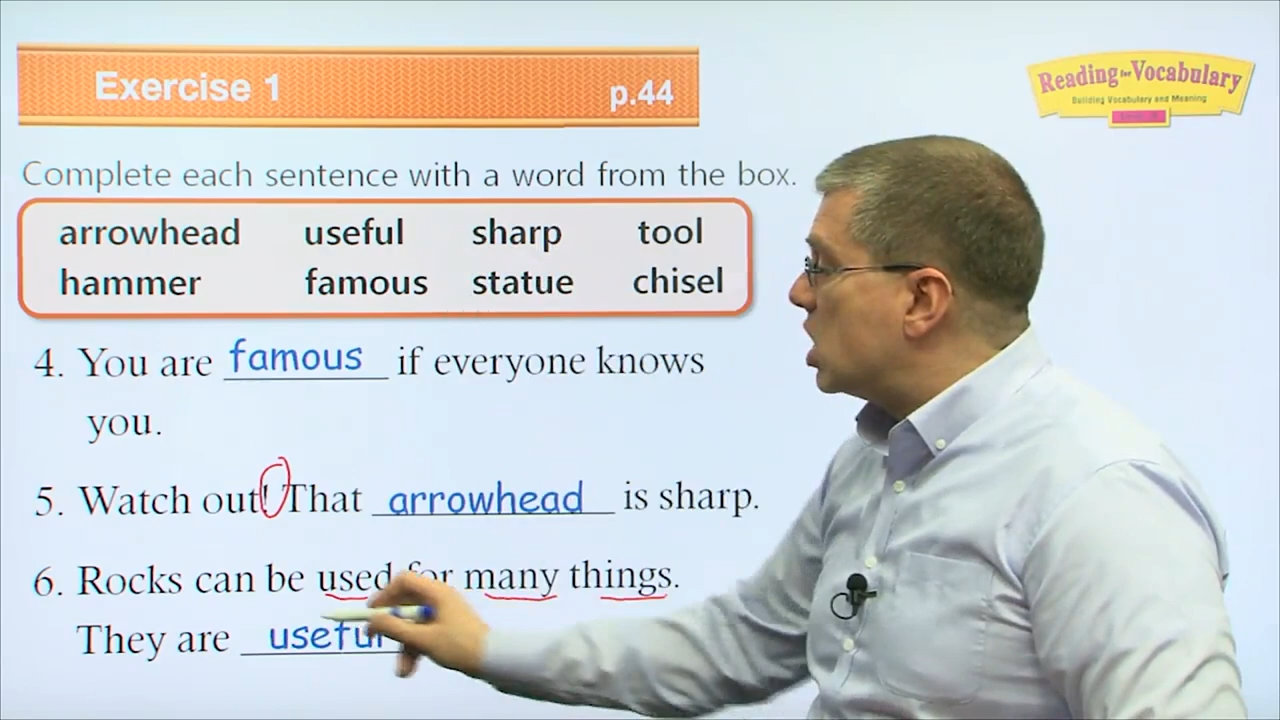 Exercise 1
p.44
Reading for Vocabulary
Building Vocabulary and Meaning
Complete each sentence with a word from the box.
arrowhead useful sharp tool
hammer famous statue chisel
4. You are famous if everyone knows
you.
5. Watch out! That arrowhead is sharp.
6. Rocks can be used for many things.
They are useful